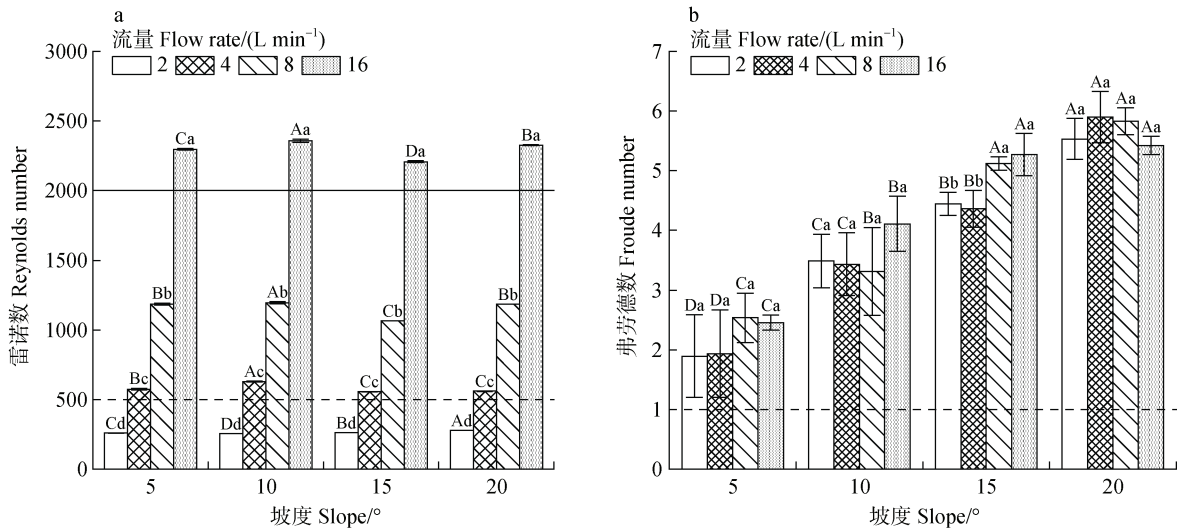 a
流量 Flow rate/(L min⁻¹)
2 4 8 16
3000
2500
2000
1500
1000
500
0
雷诺数 Reynolds number
Cd Bc Bb Ca
Dd Ac Ab Aa
Bd Cc Cb Da
Ad Cc Bb Ba
5 10 15 20
坡度 Slope/°
b
流量 Flow rate/(L min⁻¹)
2 4 8 16
7
6
5
4
3
2
1
0
弗劳德数 Froude number
Da Da Ca Ca
Ca Ca Ba Ba
Bb Bb Aa Aa
Aa Aa Aa Aa
5 10 15 20
坡度 Slope/°